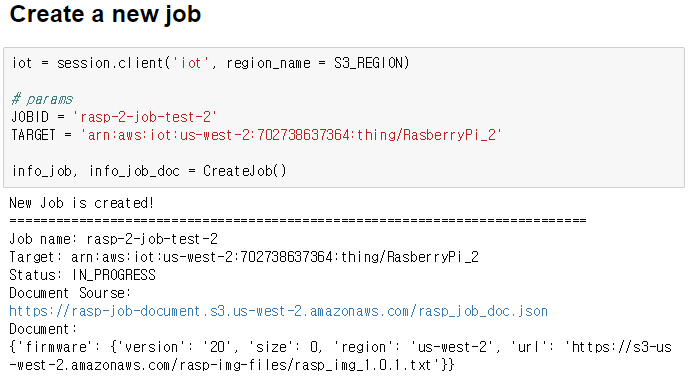 Create a new job
iot = session.client('iot', region_name = S3_REGION)
# params
JOBID = 'rasp-2-job-test-2'
TARGET = 'arn:aws:iot:us-west-2:702738637364:thing/RasberryPi_2'
info_job, info_job_doc = CreateJob()
New Job is created!
==========================================================================
Job name: rasp-2-job-test-2
Target: arn:aws:iot:us-west-2:702738637364:thing/RasberryPi_2
Status: IN_PROGRESS
Document Sourse:
https://rasp-job-document.s3.us-west-2.amazonaws.com/rasp_job_doc.json
Document:
{'firmware': {'version': '20', 'size': 0, 'region': 'us-west-2', 'url': 'https://s3-us
-west-2.amazonaws.com/rasp-img-files/rasp_img_1.0.1.txt'}}